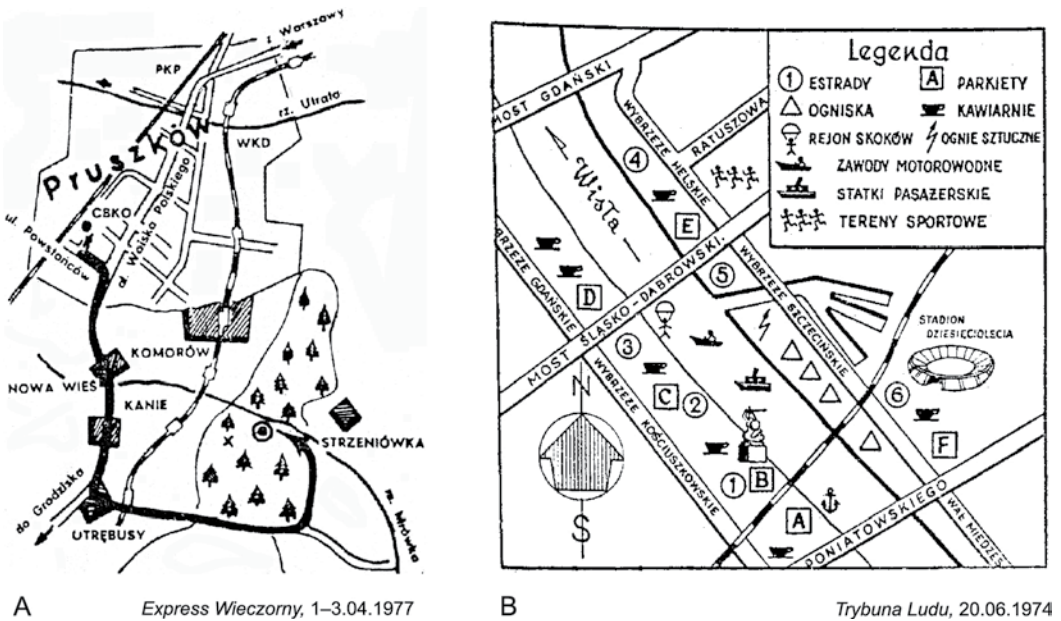 z Warszawy
PKP
rz. Utrata
Pruszków
WKD
CBKO
al. Wojska Polskiego
ul. Powstańców
KOMORÓW
NOWA WIEŚ
KANIE
STRZENIÓWKA
do Grodziska
OTRĘBUSY
rz. Mrówka
A
Express Wieczorny, 1–3.04.1977
Legenda
1 ESTRADY
A PARKIETY
OGNISKA
KAWIARNIE
REJON SKOKÓW
OGNIE SZTUCZNE
ZAWODY MOTOROWODNE
STATKI PASAŻERSKIE
TERENY SPORTOWE
MOST GDAŃSKI
WYBRZEŻE HELSKIE
RATUSZOWA
4
Wisła
E
BRZEŻE GDAŃSKIE
D
MOST ŚLĄSKO-DĄBROWSKI
5
WYBRZEŻE SZCZECIŃSKIE
STADION
DZIESIĘCIOLECIA
3
C
2
6
N
WYBRZEŻE KOŚCIUSZKOWSKIE
F
1
B
A
S
PONIATOWSKIEGO
WAŁ MIEDZES
B
Trybuna Ludu, 20.06.1974